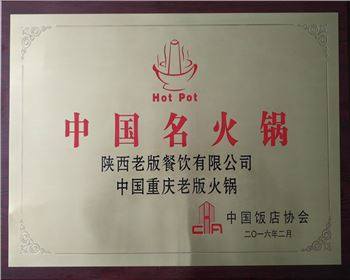 Hot Pot
中国名火锅
陕西老版餐饮有限公司
中国重庆老版火锅
CHA 中国饭店协会
二〇一六年二月